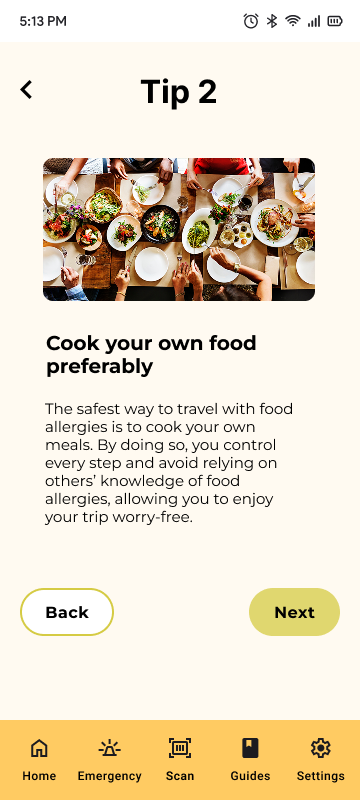 5:13 PM
Tip 2
Cook your own food
preferably
The safest way to travel with food
allergies is to cook your own
meals. By doing so, you control
every step and avoid relying on
others’ knowledge of food
allergies, allowing you to enjoy
your trip worry-free.
Back
Next
Home
Emergency
Scan
Guides
Settings